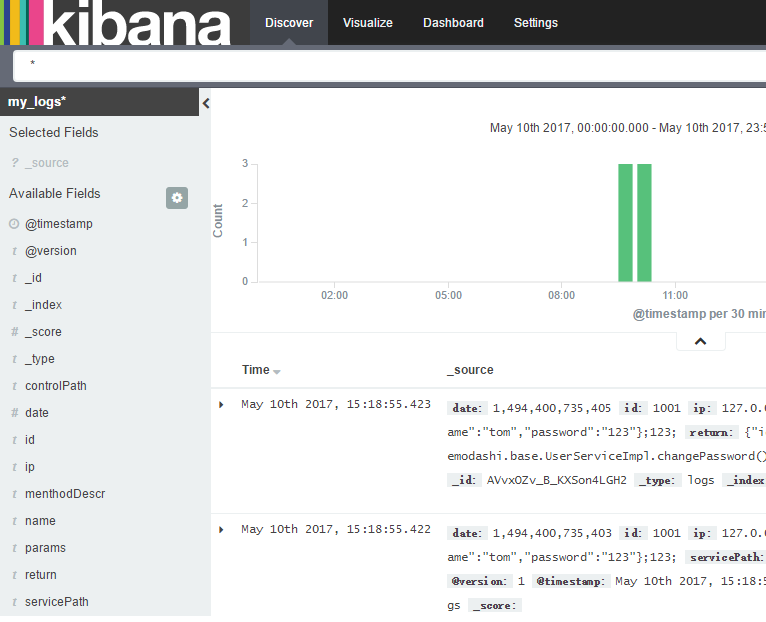 kibana Discover Visualize Dashboard Settings
*
my_logs*
Selected Fields
? _source
Available Fields
@timestamp
t @version
t _id
t _index
# _score
t _type
t controlPath
# date
t id
t ip
t menthodDescr
t name
t params
t return
t servicePath
May 10th 2017, 00:00:00.000 - May 10th 2017, 23:5
Count
3
2
1
0
02:00 05:00 08:00 11:00
@timestamp per 30 min
Time _source
May 10th 2017, 15:18:55.423 date: 1,494,400,735,405 id: 1001 ip: 127.0.0
ame":"tom","password":"123"};123; return: {"i
emodashi.base.UserServiceImpl.changePassword()
_id: AVvxOZv_B_KXSon4LGH2 _type: logs _index
May 10th 2017, 15:18:55.422 date: 1,494,400,735,403 id: 1001 ip: 127.0.0
ame":"tom","password":"123"};123; servicePath:
@version: 1 @timestamp: May 10th 2017, 15:18:5
gs _score: